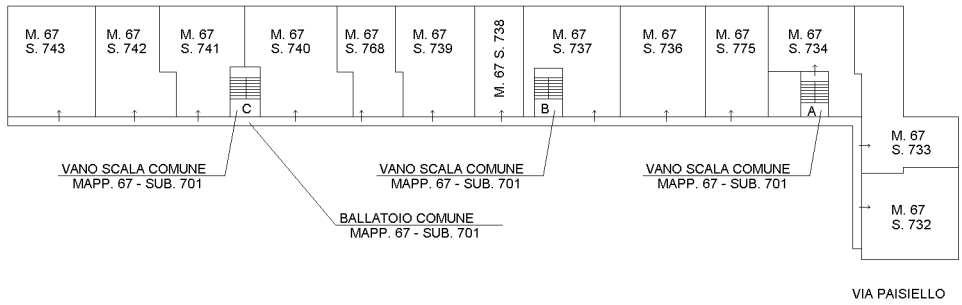 M. 67
S. 743
M. 67
S. 742
M. 67
S. 741
M. 67
S. 740
M. 67
S. 768
M. 67
S. 739
M. 67 S. 738
M. 67
S. 737
M. 67
S. 736
M. 67
S. 775
M. 67
S. 734
C
B
A
M. 67
S. 733
VANO SCALA COMUNE
MAPP. 67 - SUB. 701
VANO SCALA COMUNE
MAPP. 67 - SUB. 701
VANO SCALA COMUNE
MAPP. 67 - SUB. 701
BALLATOIO COMUNE
MAPP. 67 - SUB. 701
M. 67
S. 732
VIA PAISIELLO